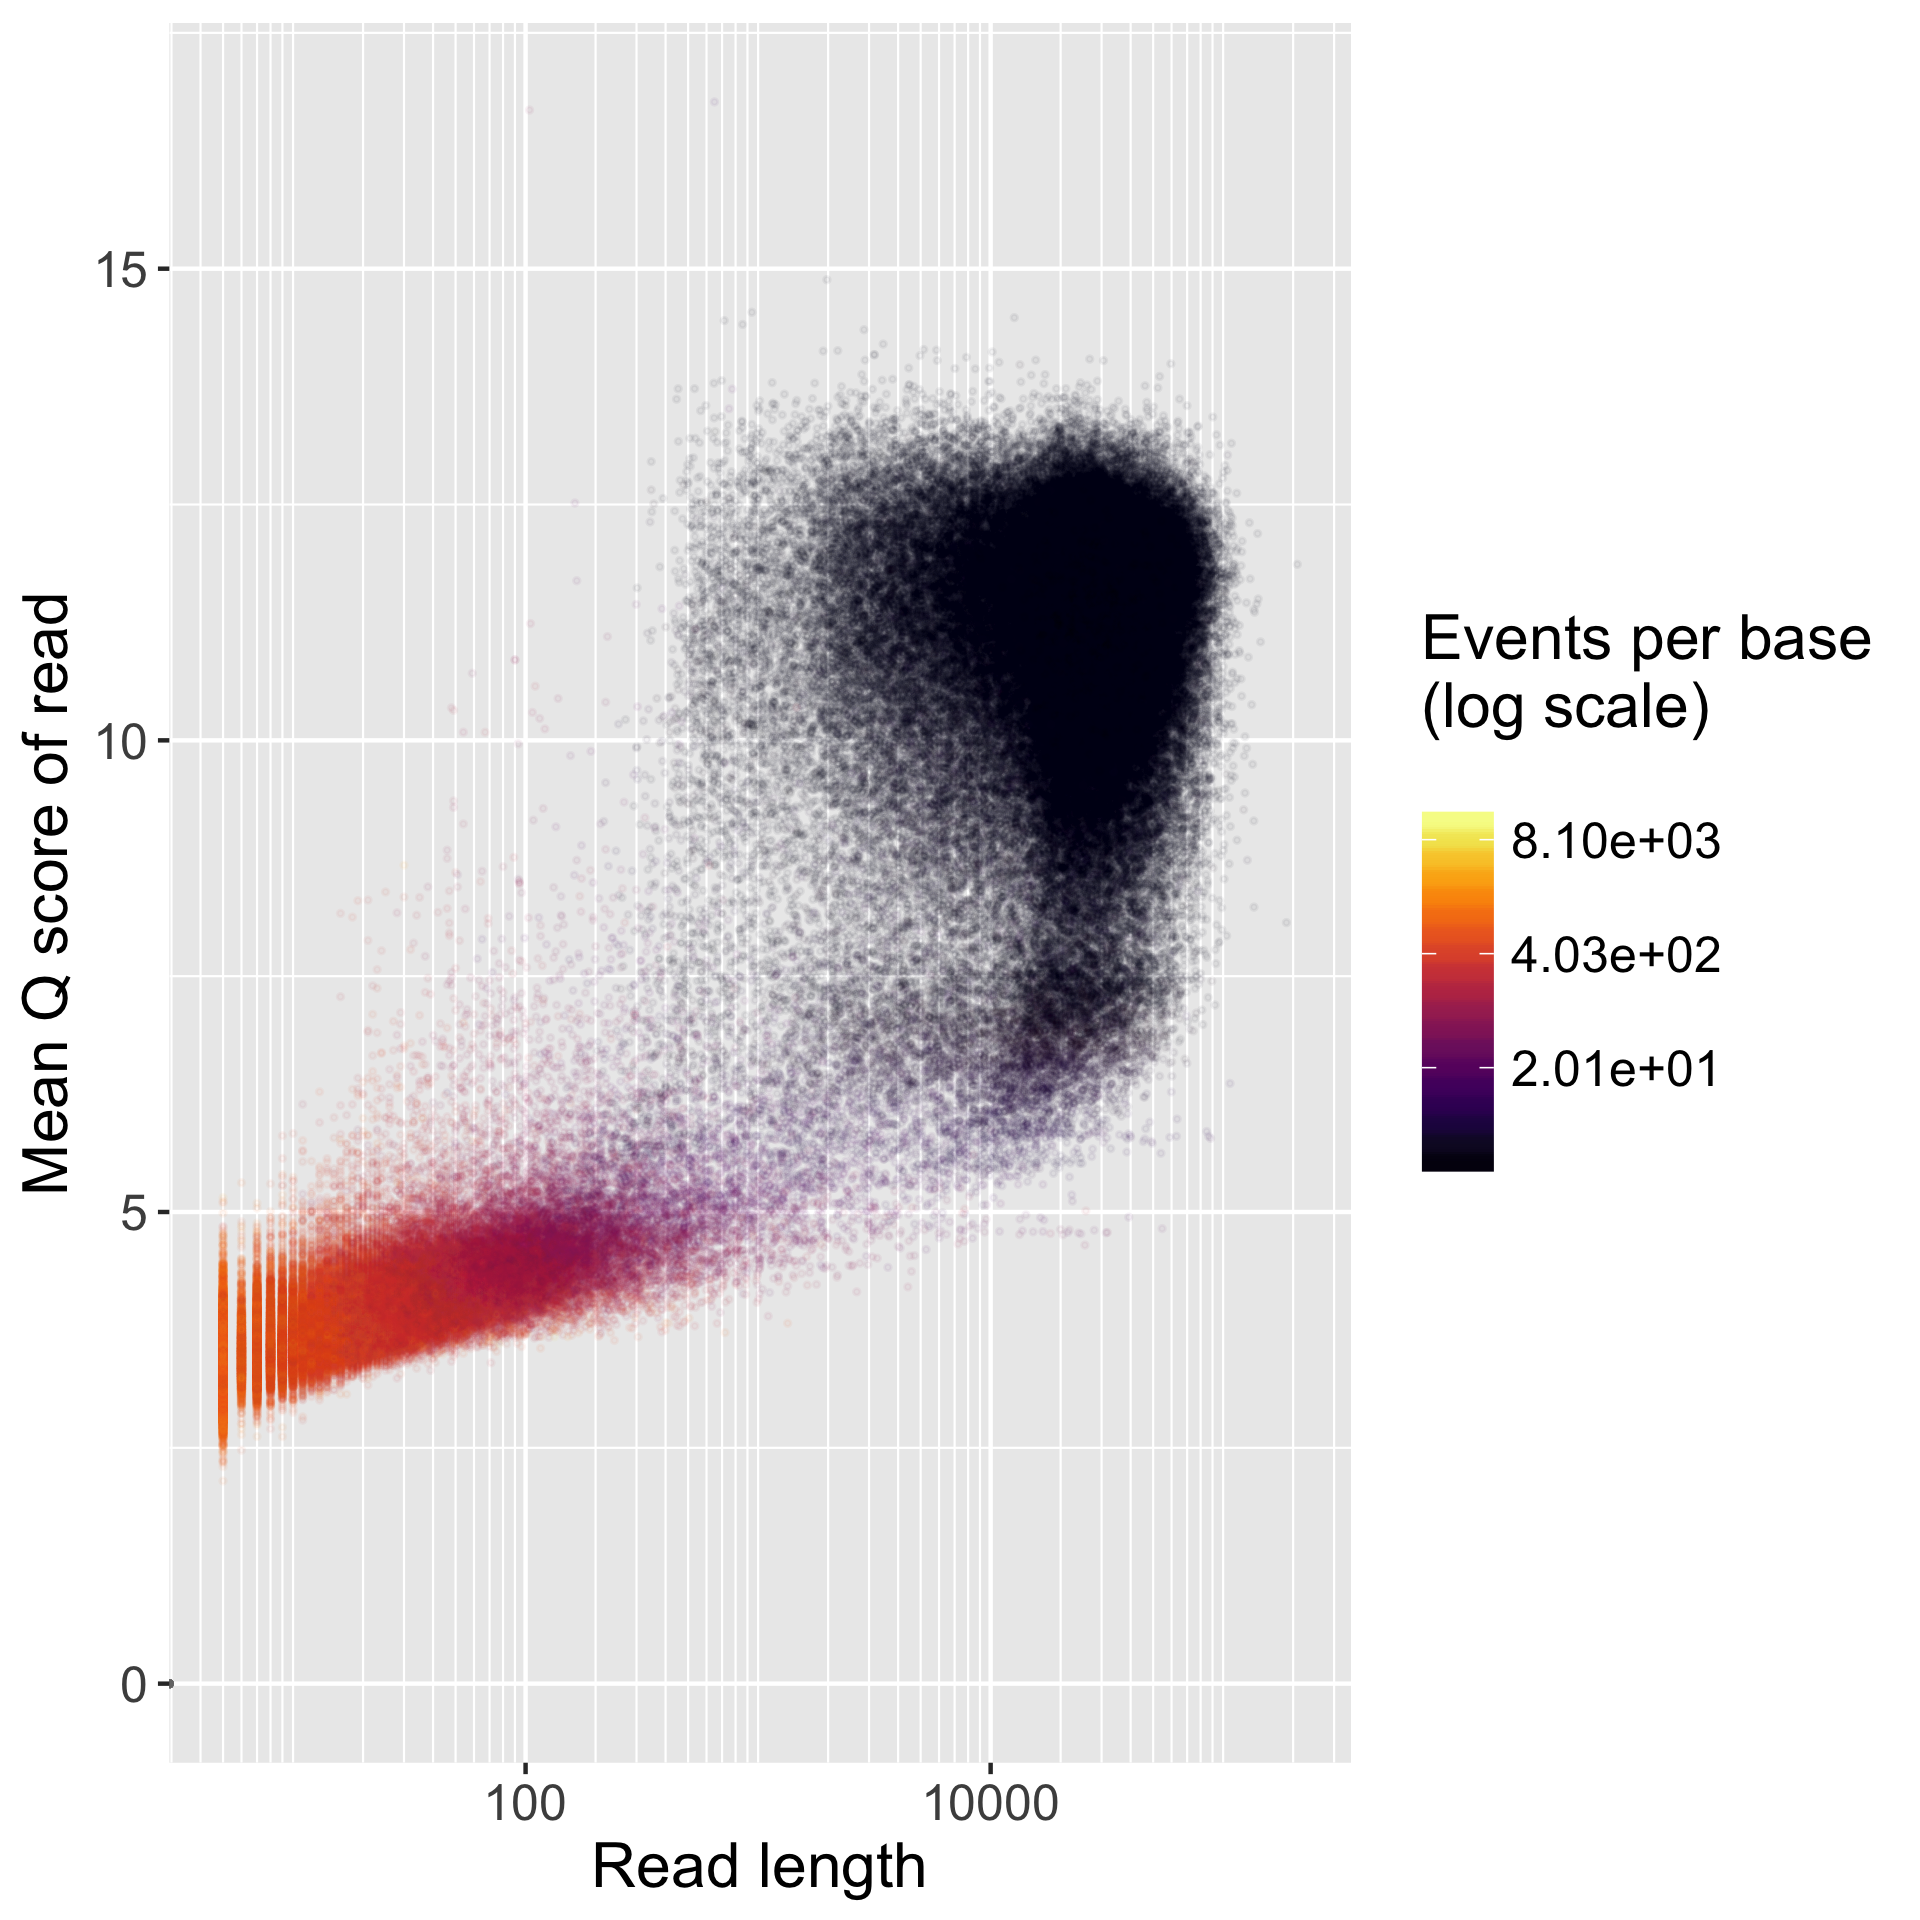 Mean Q score of read
15
10
5
0
100
10000
Read length
Events per base
(log scale)
8.10e+03
4.03e+02
2.01e+01